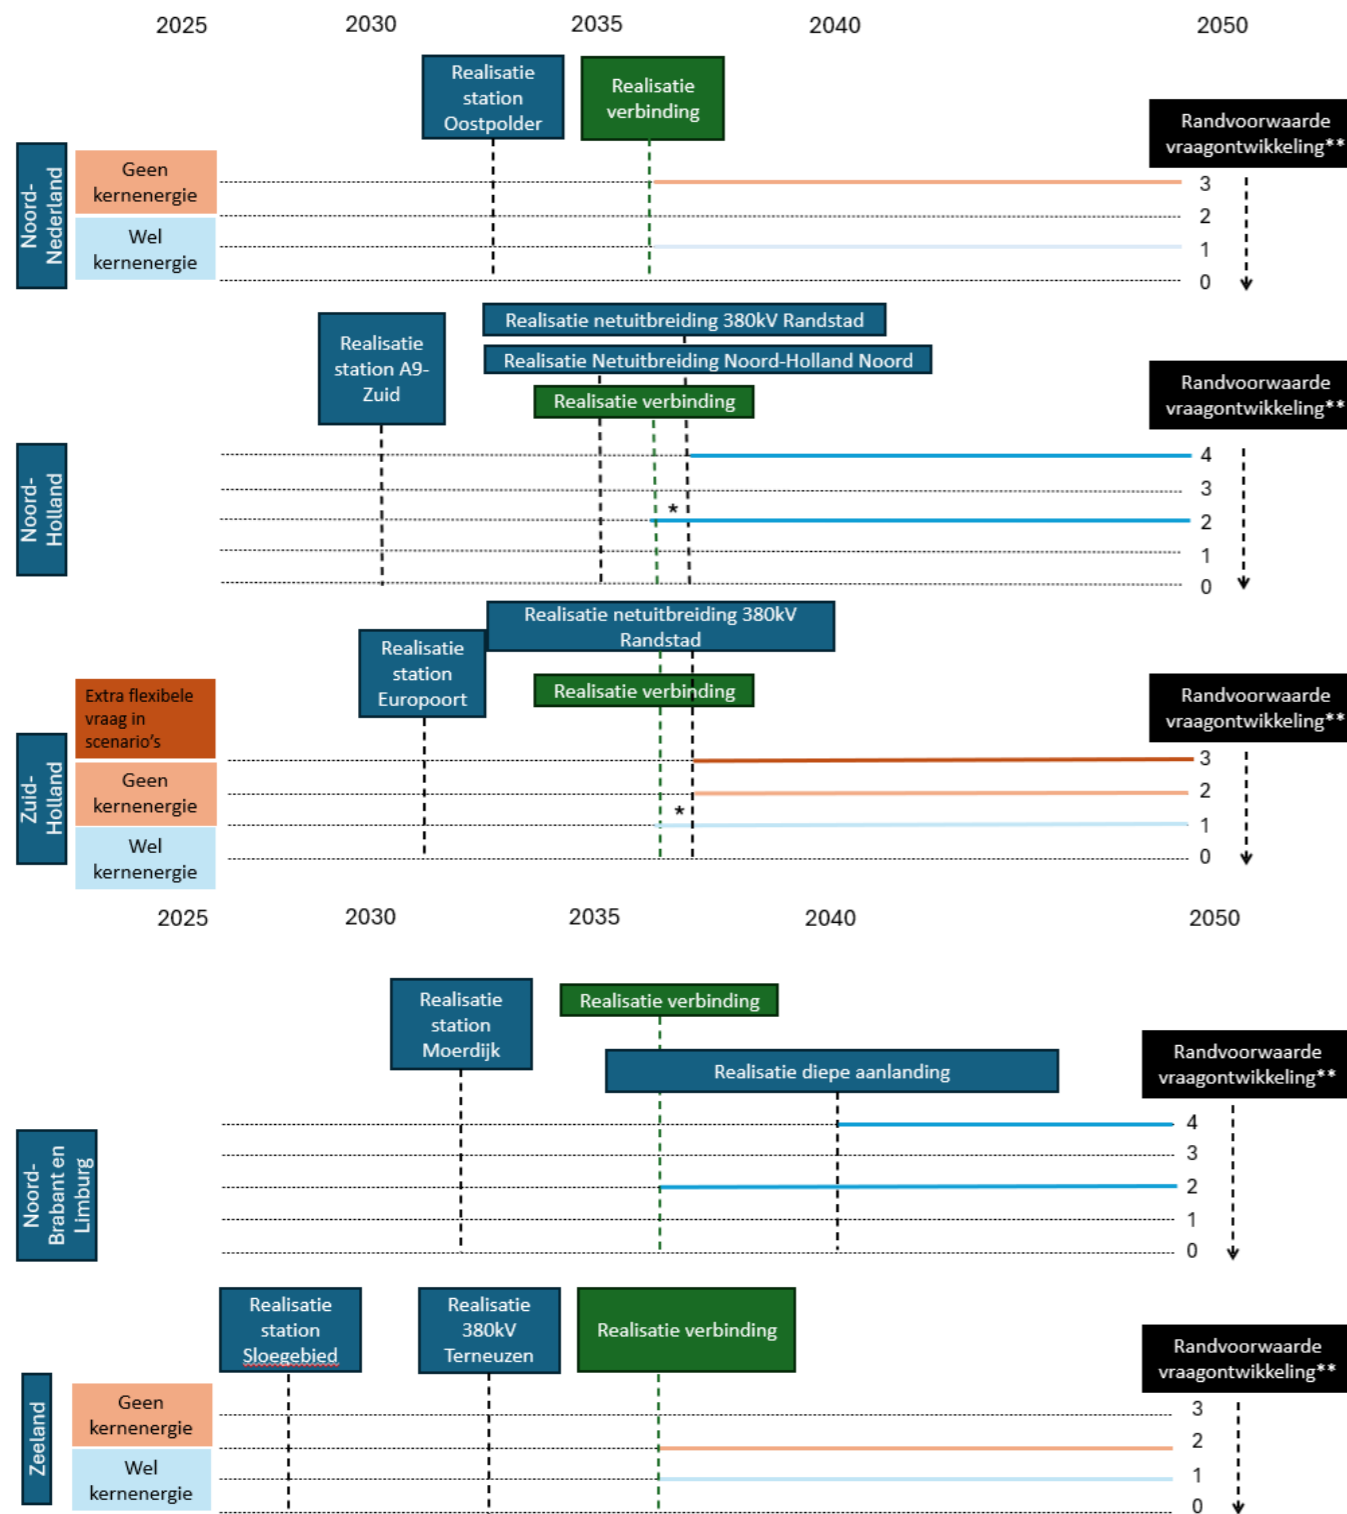 2025 2030 2035 2040 2050
Realisatie
station
Oostpolder
Realisatie
verbinding
Randvoorwaarde
vraagontwikkeling**
Noord-
Nederland
Geen
kernenergie
Wel
kernenergie
3
2
1
0
Realisatie netuitbreiding 380kV Randstad
Realisatie
station A9-
Zuid
Realisatie Netuitbreiding Noord-Holland Noord
Realisatie verbinding
Randvoorwaarde
vraagontwikkeling**
Noord-
Holland
4
3
*
2
1
0
Realisatie netuitbreiding 380kV
Randstad
Realisatie
station
Europoort
Realisatie verbinding
Randvoorwaarde
vraagontwikkeling**
Zuid-
Holland
Extra flexibele
vraag in
scenario's
Geen
kernenergie
Wel
kernenergie
3
2
*
1
0
2025 2030 2035 2040 2050
Realisatie
station
Moerdijk
Realisatie verbinding
Realisatie diepe aanlanding
Randvoorwaarde
vraagontwikkeling**
Noord-
Brabant en
Limburg
4
3
2
1
0
Realisatie
station
Sloegebied
Realisatie
380kV
Terneuzen
Realisatie verbinding
Randvoorwaarde
vraagontwikkeling**
Zeeland
Geen
kernenergie
Wel
kernenergie
3
2
1
0